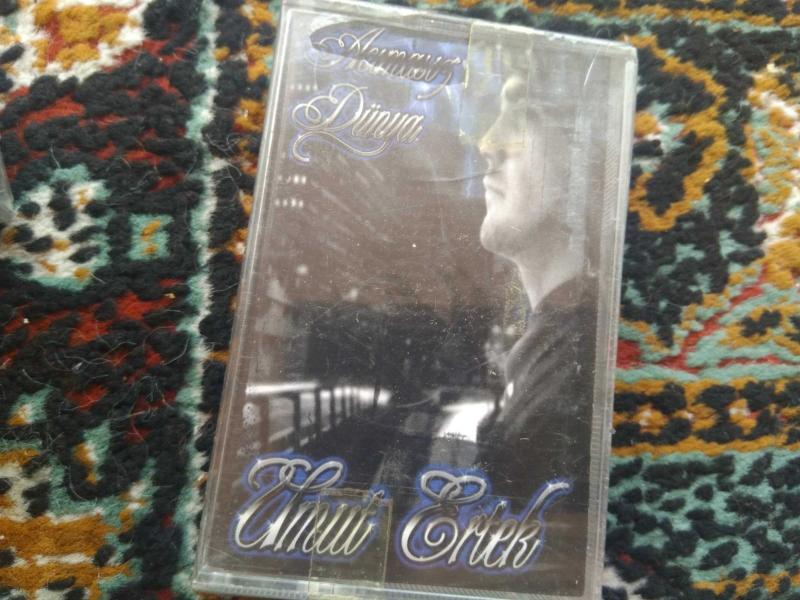 Acımasız
Dünya
Umut Ertek